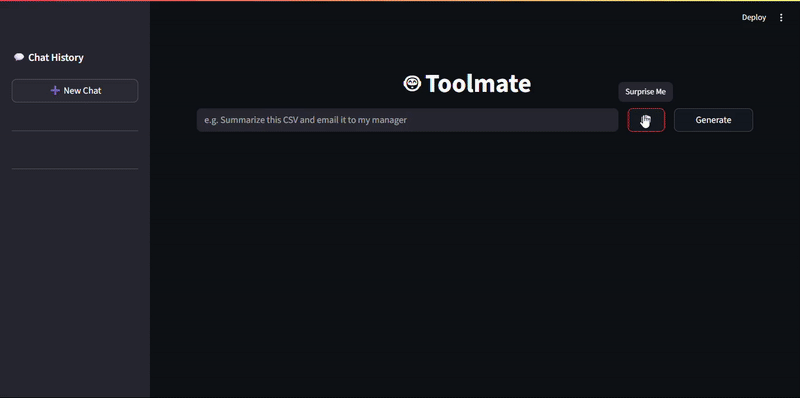 Deploy
Chat History
New Chat
Toolmate
Surprise Me
e.g. Summarize this CSV and email it to my manager
Generate